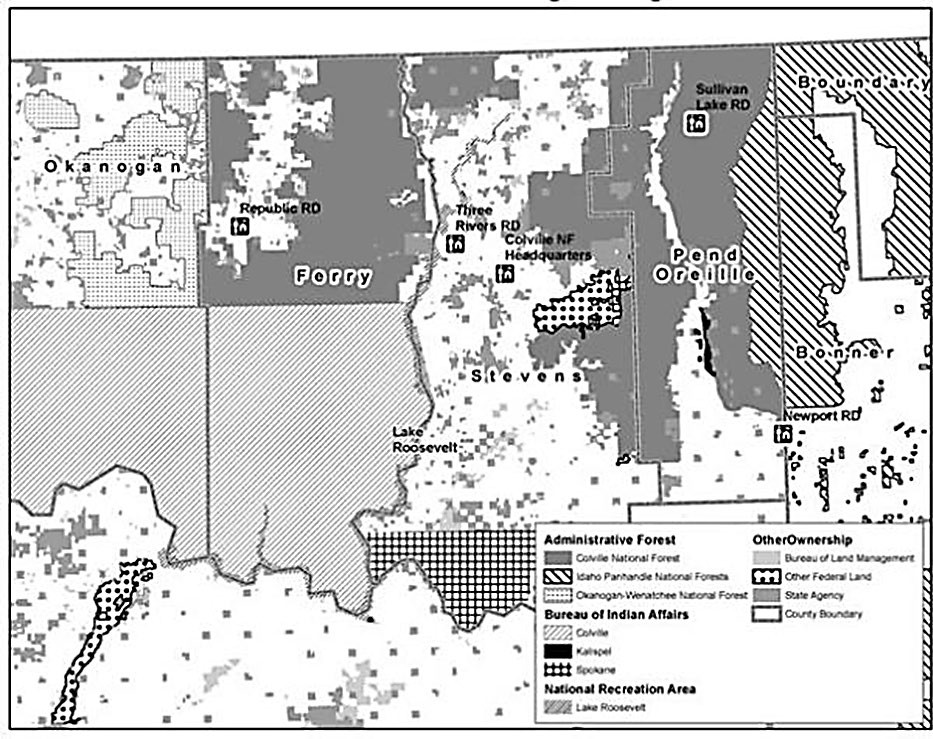 Boundary
Sullivan
Lake RD
Okanogan
Republic RD
Three
Rivers RD
Colville NF
Headquarters
Pend
Oreille
Ferry
Bonner
Stevens
Newport RD
Lake
Roosevelt
Administrative Forest
Colville National Forest
Idaho Panhandle National Forests
Okanogan-Wenatchee National Forest
Bureau of Indian Affairs
Colville
Kalispel
Spokane
National Recreation Area
Lake Roosevelt
OtherOwnership
Bureau of Land Management
Other Federal Land
State Agency
County Boundary